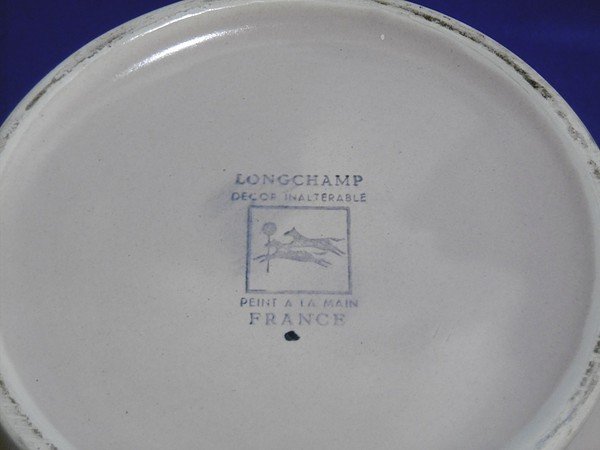 LONGCHAMP
DECOR INALTERABLE
PEINT A LA MAIN
FRANCE